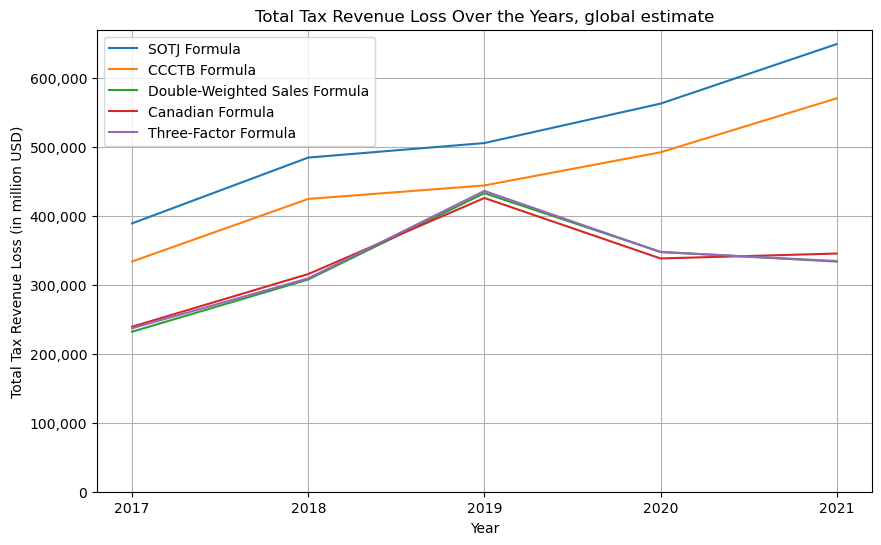 Total Tax Revenue Loss Over the Years, global estimate
SOTJ Formula
CCCTB Formula
Double-Weighted Sales Formula
Canadian Formula
Three-Factor Formula
Total Tax Revenue Loss (in million USD)
600,000
500,000
400,000
300,000
200,000
100,000
0
2017
2018
2019
2020
2021
Year